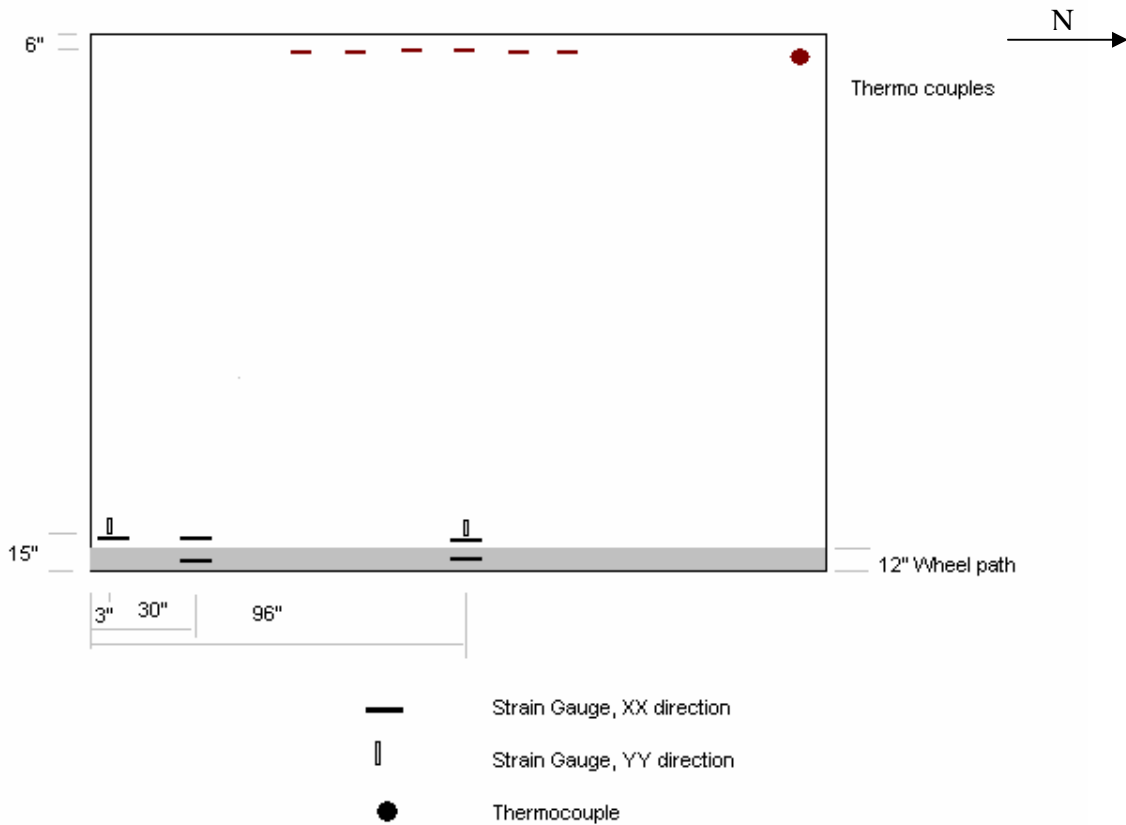 N
6"
Thermo couples
15"
12" Wheel path
3" 30" 96"
Strain Gauge, XX direction
Strain Gauge, YY direction
Thermocouple